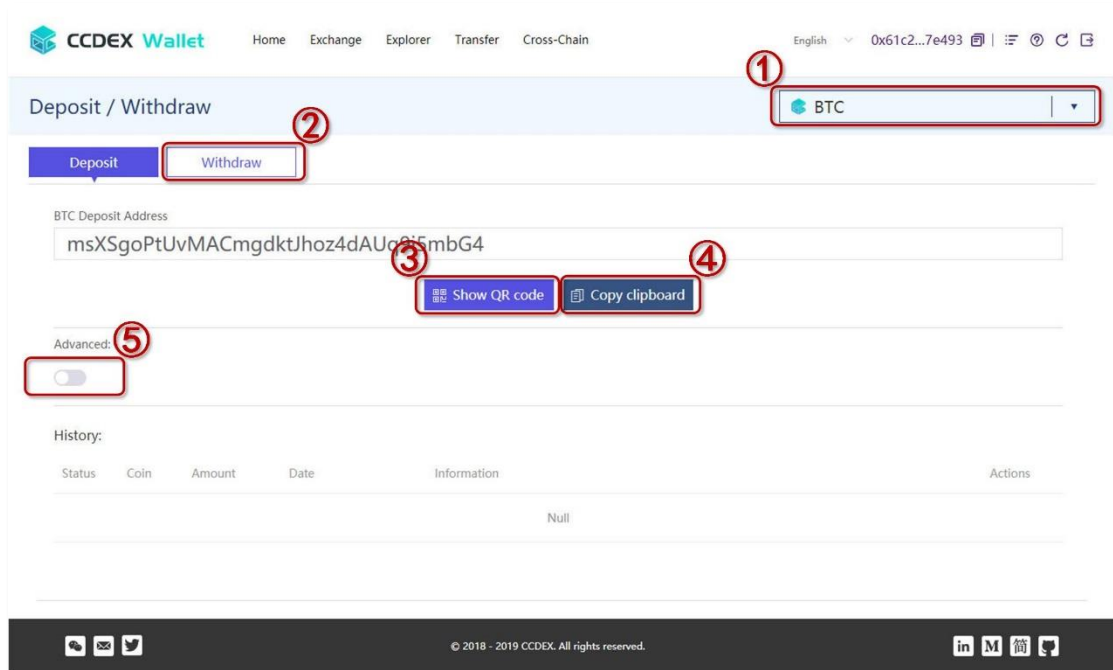 CCDEX Wallet Home Exchange Explorer Transfer Cross-Chain English 0x61c2...7e493
①
Deposit / Withdraw BTC
②
Deposit Withdraw
BTC Deposit Address
msXSgoPtUvMACmgdktJhoz4dAUq9i5mbG4
③ ④
Show QR code Copy clipboard
Advanced: ⑤
History:
Status Coin Amount Date Information Actions
Null
© 2018 - 2019 CCDEX. All rights reserved. in M 简